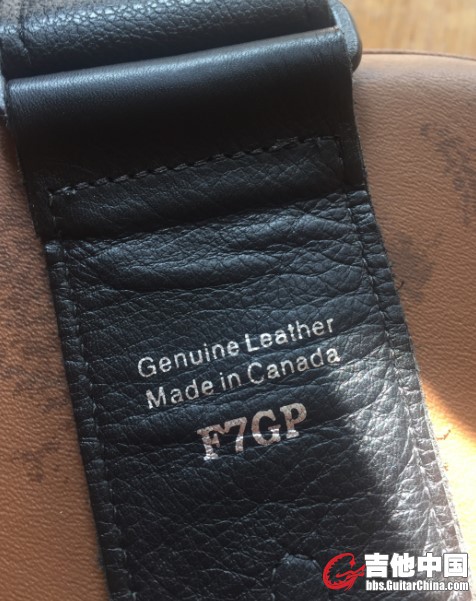 Genuine Leather
Made in Canada
F7GP
吉他中国
bbs.GuitarChina.com